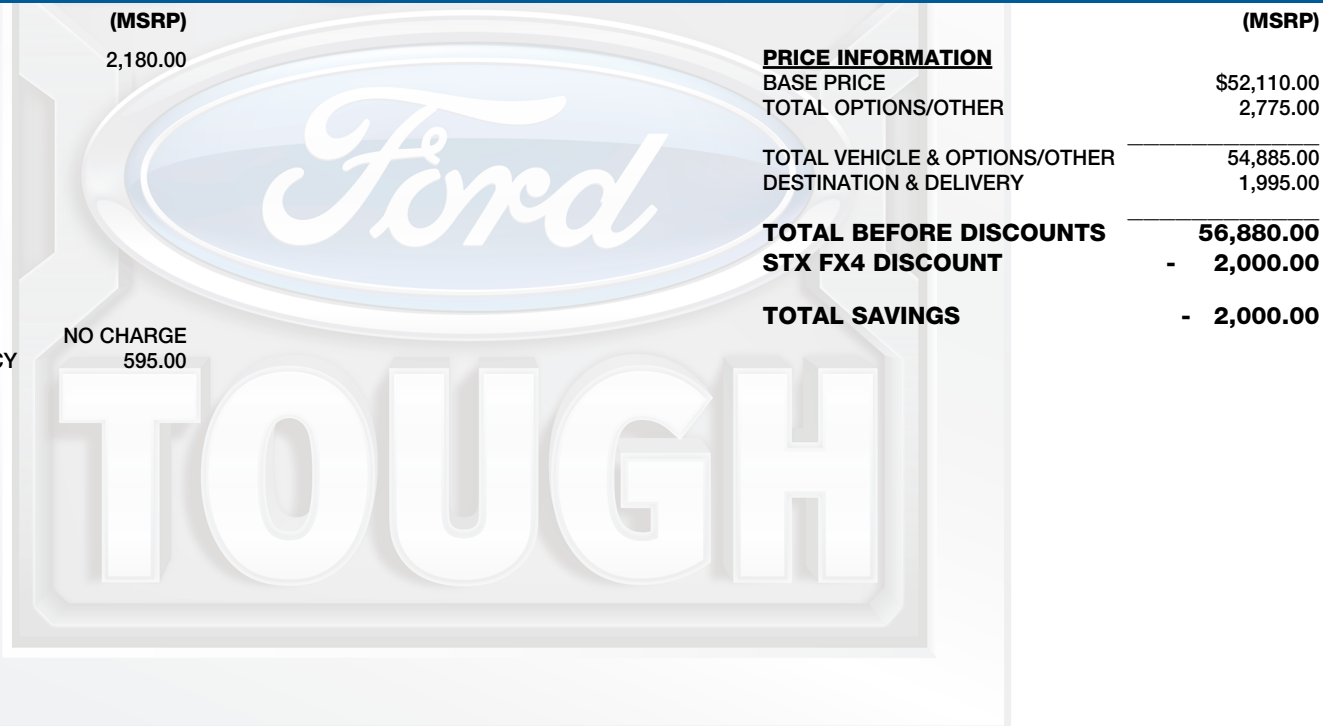 (MSRP)
2,180.00
NO CHARGE
CY 595.00
(MSRP)
PRICE INFORMATION
BASE PRICE $52,110.00
TOTAL OPTIONS/OTHER 2,775.00
TOTAL VEHICLE & OPTIONS/OTHER 54,885.00
DESTINATION & DELIVERY 1,995.00
TOTAL BEFORE DISCOUNTS 56,880.00
STX FX4 DISCOUNT - 2,000.00
TOTAL SAVINGS - 2,000.00
Ford
TOUGH